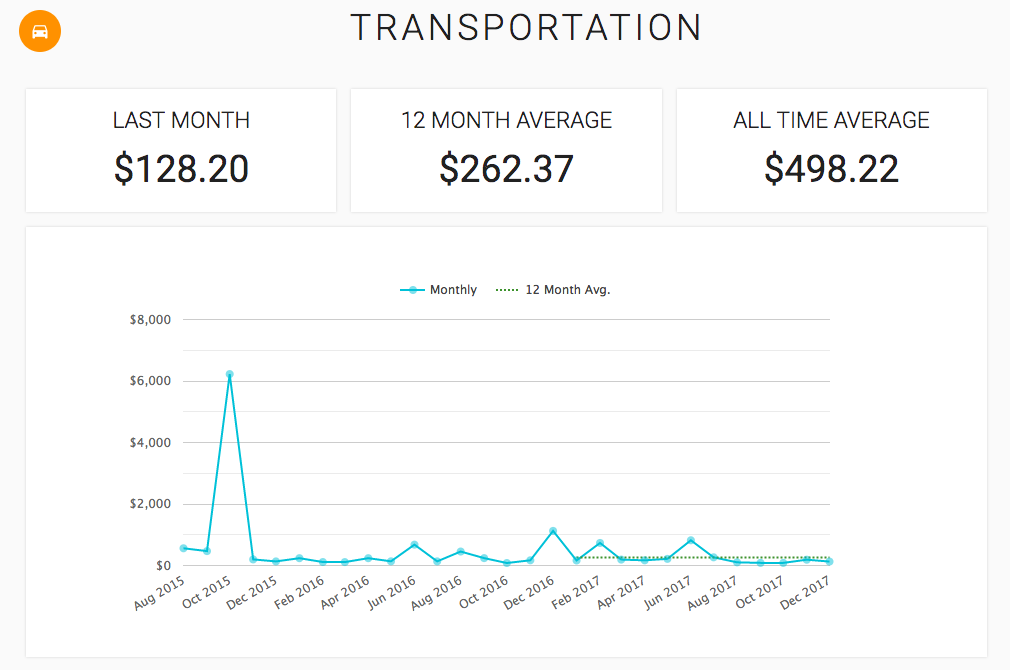 TRANSPORTATION
LAST MONTH
$128.20
12 MONTH AVERAGE
$262.37
ALL TIME AVERAGE
$498.22
Monthly
12 Month Avg.
$8,000
$6,000
$4,000
$2,000
$0
Aug 2015
Oct 2015
Dec 2015
Feb 2016
Apr 2016
Jun 2016
Aug 2016
Oct 2016
Dec 2016
Feb 2017
Apr 2017
Jun 2017
Aug 2017
Oct 2017
Dec 2017